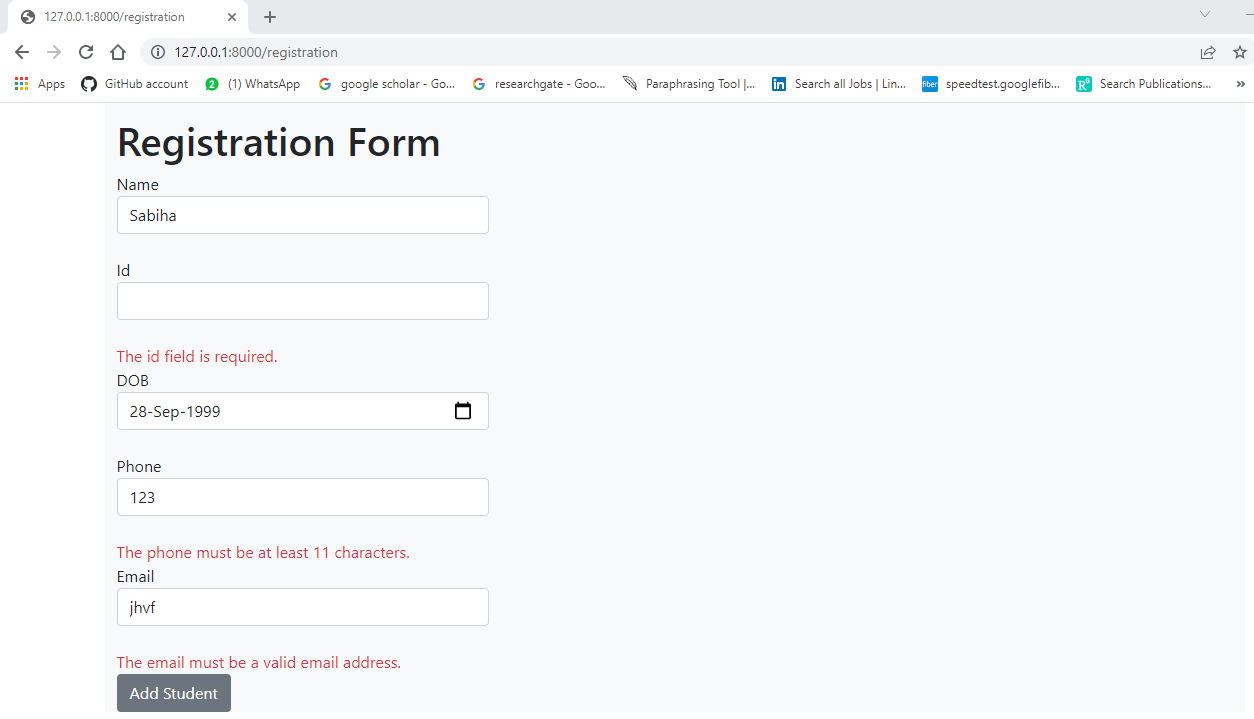 127.0.0.1:8000/registration
127.0.0.1:8000/registration
Apps GitHub account 2 (1) WhatsApp google scholar - Go... researchgate - Goo... Paraphrasing Tool |... in Search all Jobs | Lin... fiber speedtest.googlefib... R Search Publications... »
Registration Form
Name
Sabiha
Id
The id field is required.
DOB
28-Sep-1999
Phone
123
The phone must be at least 11 characters.
Email
jhvf
The email must be a valid email address.
Add Student